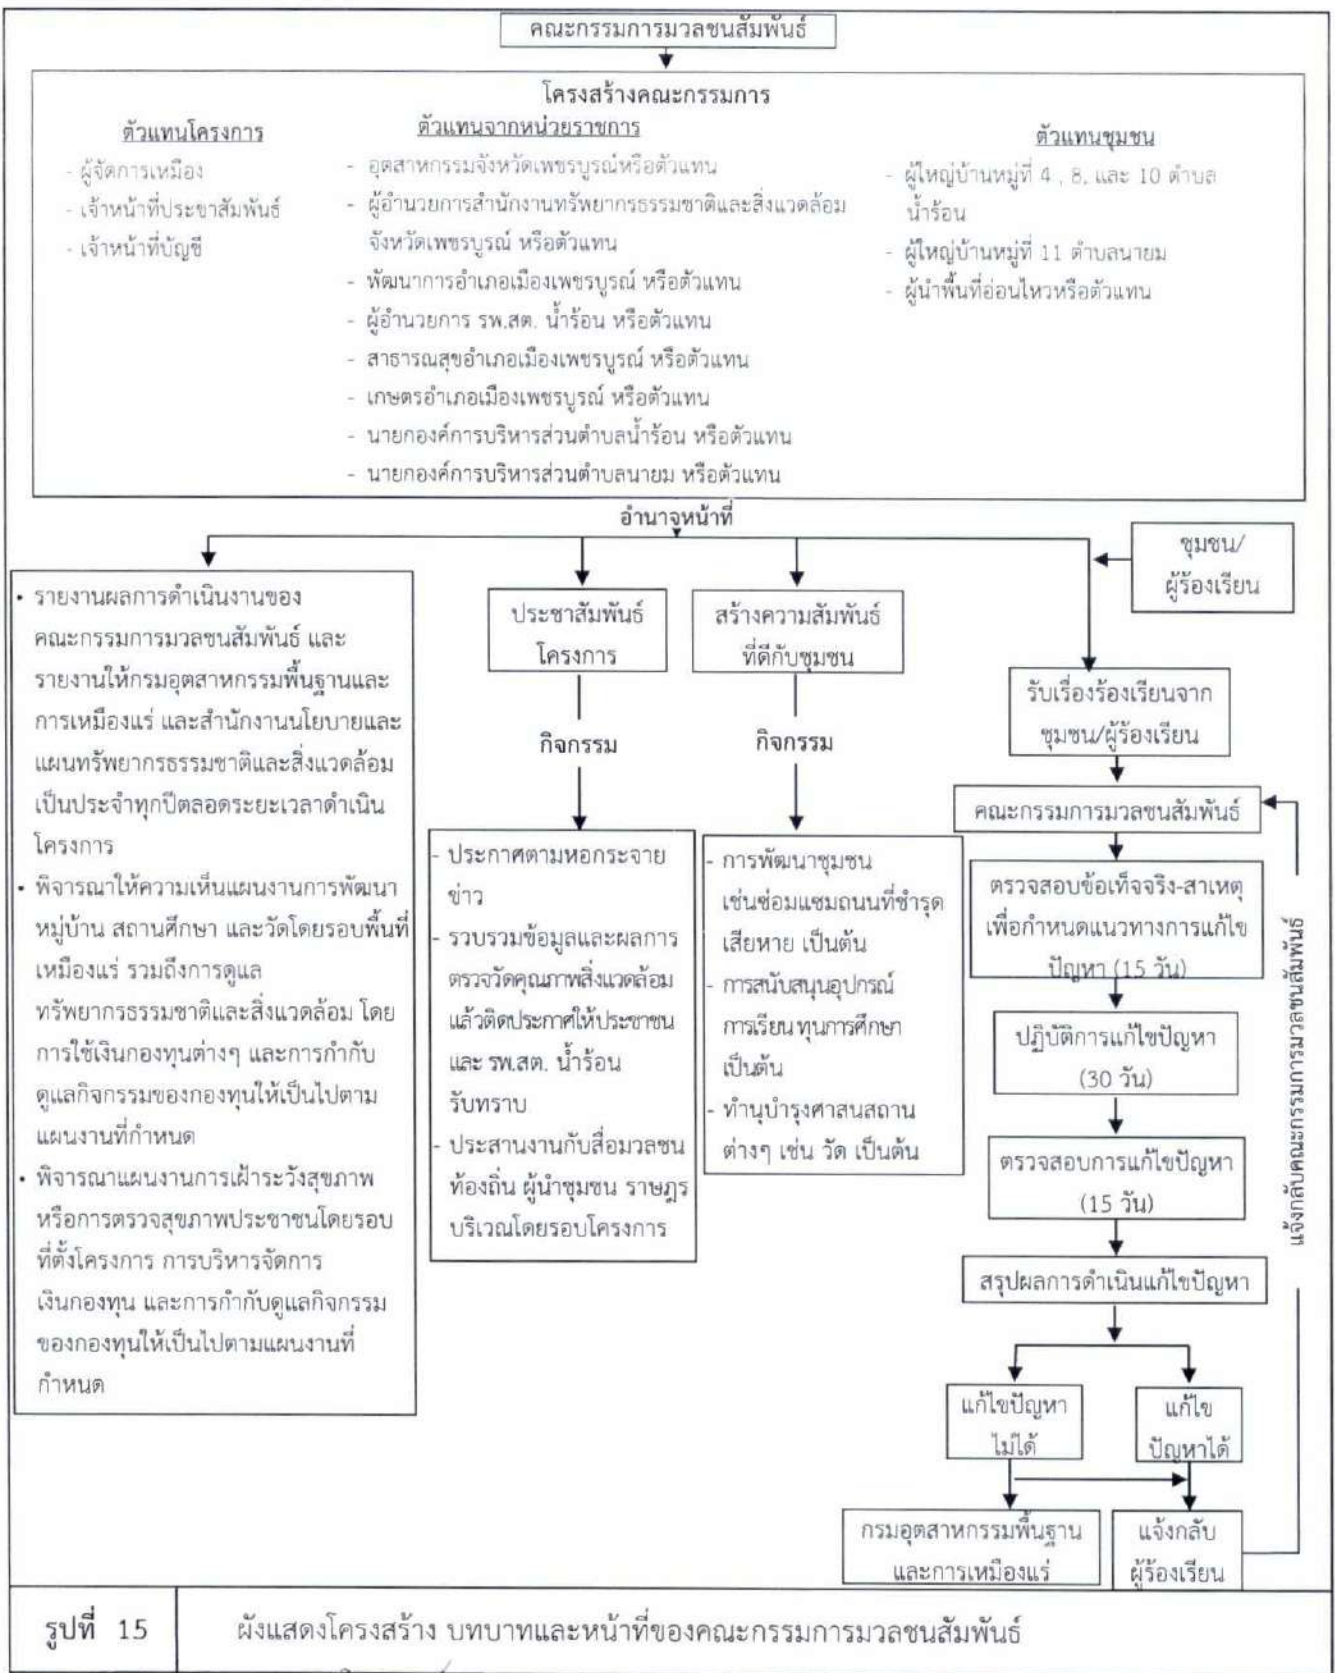 คณะกรรมการมวลชนสัมพันธ์
โครงสร้างคณะกรรมการ
ตัวแทนโครงการ
- ผู้จัดการเหมือง
- เจ้าหน้าที่ประชาสัมพันธ์
- เจ้าหน้าที่บัญชี
ตัวแทนจากหน่วยราชการ
- อุตสาหกรรมจังหวัดเพชรบูรณ์หรือตัวแทน
- ผู้อำนวยการสำนักงานทรัพยากรธรรมชาติและสิ่งแวดล้อม
จังหวัดเพชรบูรณ์ หรือตัวแทน
- พัฒนาการอำเภอเมืองเพชรบูรณ์ หรือตัวแทน
- ผู้อำนวยการ รพ.สต. น้ำร้อน หรือตัวแทน
- สาธารณสุขอำเภอเมืองเพชรบูรณ์ หรือตัวแทน
- เกษตรอำเภอเมืองเพชรบูรณ์ หรือตัวแทน
- นายกองค์การบริหารส่วนตำบลน้ำร้อน หรือตัวแทน
- นายกองค์การบริหารส่วนตำบลนายม หรือตัวแทน
ตัวแทนชุมชน
- ผู้ใหญ่บ้านหมู่ที่ 4 , 8, และ 10 ตำบล
น้ำร้อน
- ผู้ใหญ่บ้านหมู่ที่ 11 ตำบลนายม
- ผู้นำพื้นที่อ่อนไหวหรือตัวแทน
อำนาจหน้าที่
• รายงานผลการดำเนินงานของ
คณะกรรมการมวลชนสัมพันธ์ และ
รายงานให้กรมอุตสาหกรรมพื้นฐานและ
การเหมืองแร่ และสำนักงานนโยบายและ
แผนทรัพยากรธรรมชาติและสิ่งแวดล้อม
เป็นประจำทุกปีตลอดระยะเวลาดำเนิน
โครงการ
• พิจารณาให้ความเห็นแผนงานการพัฒนา
หมู่บ้าน สถานศึกษา และวัดโดยรอบพื้นที่
เหมืองแร่ รวมถึงการดูแล
ทรัพยากรธรรมชาติและสิ่งแวดล้อม โดย
การใช้เงินกองทุนต่างๆ และการกำกับ
ดูแลกิจกรรมของกองทุนให้เป็นไปตาม
แผนงานที่กำหนด
• พิจารณาแผนงานการเฝ้าระวังสุขภาพ
หรือการตรวจสุขภาพประชาชนโดยรอบ
ที่ตั้งโครงการ การบริหารจัดการ
เงินกองทุน และการกำกับดูแลกิจกรรม
ของกองทุนให้เป็นไปตามแผนงานที่
กำหนด
ประชาสัมพันธ์
โครงการ
กิจกรรม
- ประกาศตามหอกระจาย
ข่าว
- รวบรวมข้อมูลและผลการ
ตรวจวัดคุณภาพสิ่งแวดล้อม
แล้วติดประกาศให้ประชาชน
และ รพ.สต. น้ำร้อน
รับทราบ
- ประสานงานกับสื่อมวลชน
ท้องถิ่น ผู้นำชุมชน ราษฎร
บริเวณโดยรอบโครงการ
สร้างความสัมพันธ์
ที่ดีกับชุมชน
กิจกรรม
- การพัฒนาชุมชน
เช่นซ่อมแซมถนนที่ชำรุด
เสียหาย เป็นต้น
- การสนับสนุนอุปกรณ์
การเรียน ทุนการศึกษา
เป็นต้น
- ทำนุบำรุงศาสนสถาน
ต่างๆ เช่น วัด เป็นต้น
ชุมชน/
ผู้ร้องเรียน
รับเรื่องร้องเรียนจาก
ชุมชน/ผู้ร้องเรียน
คณะกรรมการมวลชนสัมพันธ์
ตรวจสอบข้อเท็จจริง-สาเหตุ
เพื่อกำหนดแนวทางการแก้ไข
ปัญหา (15 วัน)
ปฏิบัติการแก้ไขปัญหา
(30 วัน)
ตรวจสอบการแก้ไขปัญหา
(15 วัน)
สรุปผลการดำเนินแก้ไขปัญหา
แก้ไขปัญหา
ไม่ได้
แก้ไข
ปัญหาได้
กรมอุตสาหกรรมพื้นฐาน
และการเหมืองแร่
แจ้งกลับ
ผู้ร้องเรียน
แจ้งกลับคณะกรรมการมวลชนสัมพันธ์
รูปที่ 15
ผังแสดงโครงสร้าง บทบาทและหน้าที่ของคณะกรรมการมวลชนสัมพันธ์